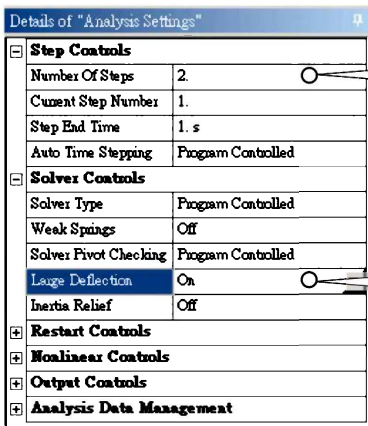 Details of "Analysis Settings"
Step Controls
Number Of Steps 2.
Current Step Number 1.
Step End Time 1. s
Auto Time Stepping Program Controlled
Solver Controls
Solver Type Program Controlled
Weak Springs Off
Solver Pivot Checking Program Controlled
Large Deflection On
Inertia Relief Off
Restart Controls
Nonlinear Controls
Output Controls
Analysis Data Management